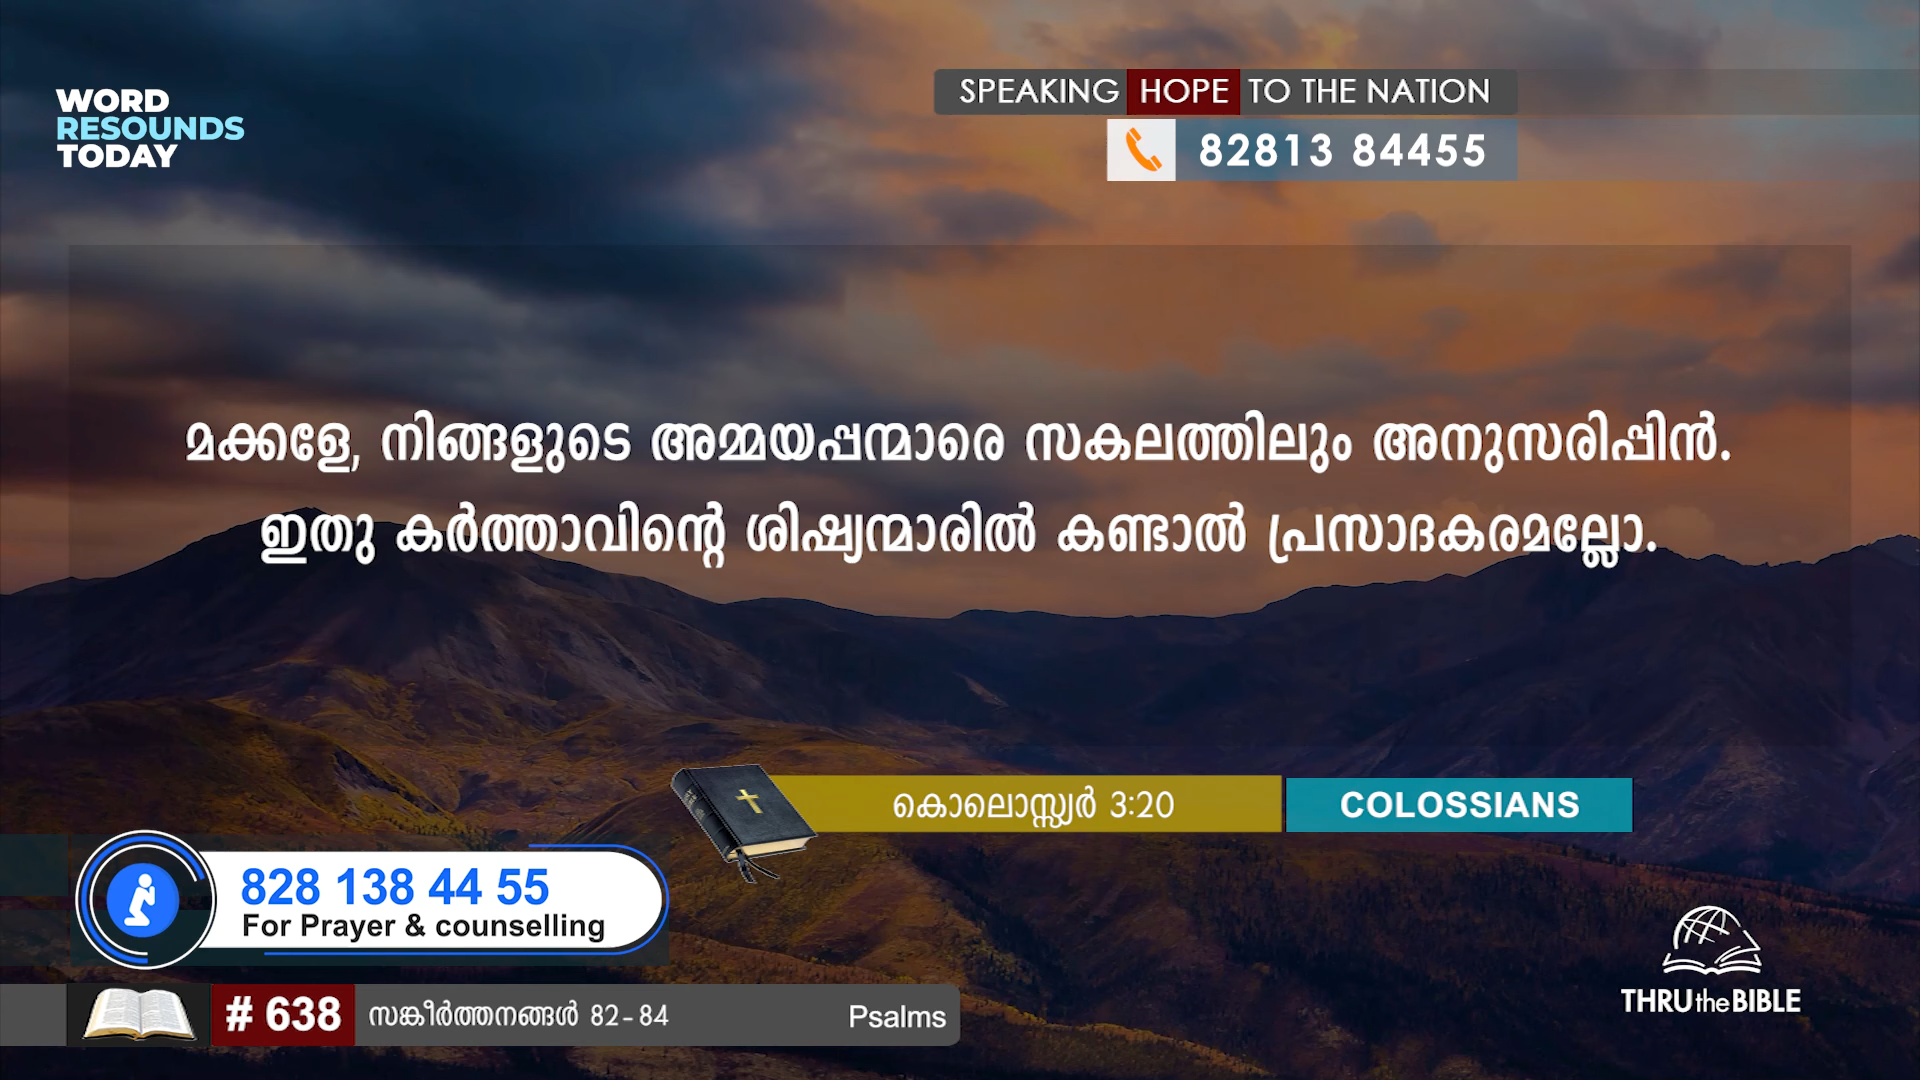 WORD
RESOUNDS
TODAY
SPEAKING HOPE TO THE NATION
82813 84455
മക്കളേ, നിങ്ങളുടെ അമ്മയപ്പന്മാരെ സകലത്തിലും അനുസരിപ്പിൻ.
ഇതു കർത്താവിന്റെ ശിഷ്യന്മാരിൽ കണ്ടാൽ പ്രസാദകരമല്ലോ.
കൊലൊസ്സ്യർ 3:20
COLOSSIANS
828 138 44 55
For Prayer & counselling
THRU the BIBLE
# 638 സങ്കീർത്തനങ്ങൾ 82-84 Psalms